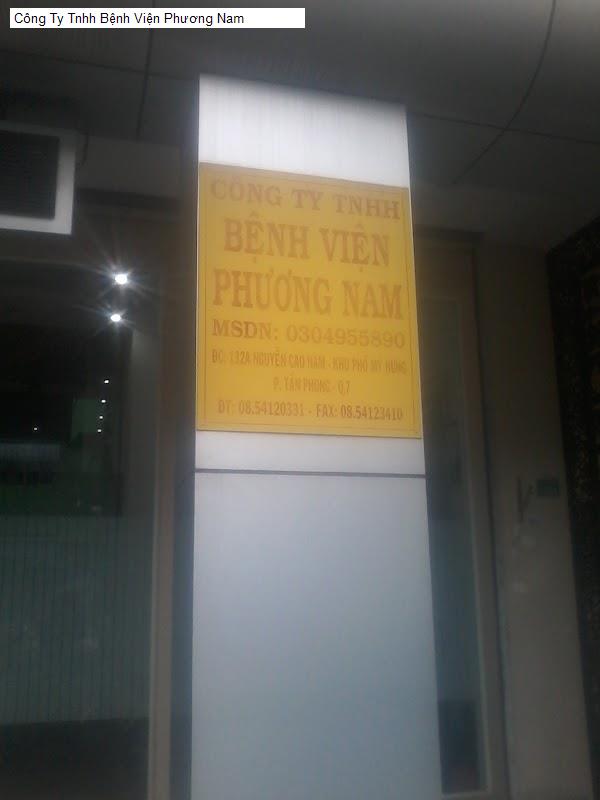 Công Ty Tnhh Bệnh Viện Phương Nam
CÔNG TY TNHH
BỆNH VIỆN
PHƯƠNG NAM
MSDN: 0304955890
ĐC: 132A NGUYỄN CAO NAM - KHU PHỐ MỸ HƯNG
P. TÂN PHONG - Q.7
ĐT: 08.54120331 - FAX: 08.54123410